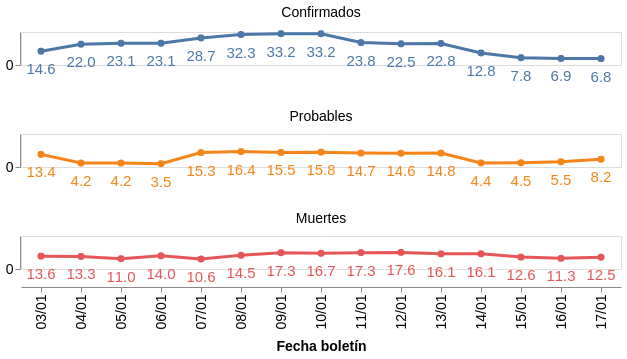 Confirmados
0
14.6 22.0 23.1 23.1 28.7 32.3 33.2 33.2 23.8 22.5 22.8 12.8 7.8 6.9 6.8
Probables
0
13.4 4.2 4.2 3.5 15.3 16.4 15.5 15.8 14.7 14.6 14.8 4.4 4.5 5.5 8.2
Muertes
0
13.6 13.3 11.0 14.0 10.6 14.5 17.3 16.7 17.3 17.6 16.1 16.1 12.6 11.3 12.5
03/01 04/01 05/01 06/01 07/01 08/01 09/01 10/01 11/01 12/01 13/01 14/01 15/01 16/01 17/01
Fecha boletín